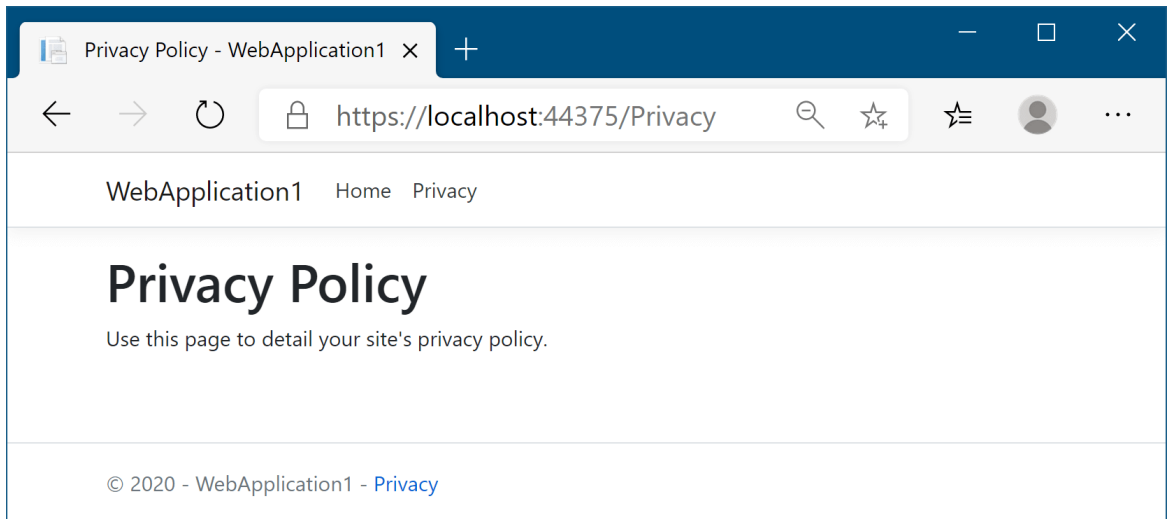 Privacy Policy - WebApplication1
https://localhost:44375/Privacy
WebApplication1 Home Privacy
Privacy Policy
Use this page to detail your site's privacy policy.
© 2020 - WebApplication1 - Privacy